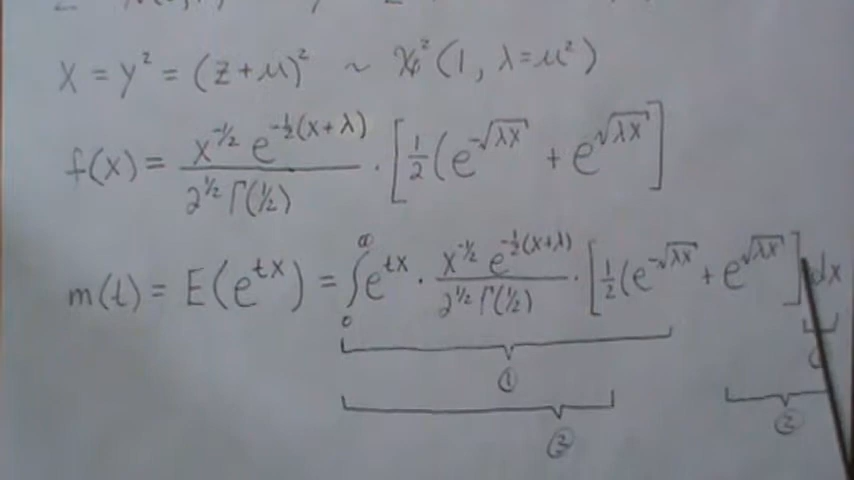 X = y² = (z+μ)² ~ χ²(1, λ=μ²)
f(x) = x^{-1/2} e^{-1/2(x+λ)} / 2^{1/2} Γ(1/2) · [1/2(e^{-√λx} + e^{√λx}]
m(t) = E(e^{tx}) = ∫₀^∞ e^{tx} · x^{-1/2} e^{-1/2(x+λ)} / 2^{1/2} Γ(1/2) · [1/2(e^{-√λx} + e^{√λx}] dx
①
② ②